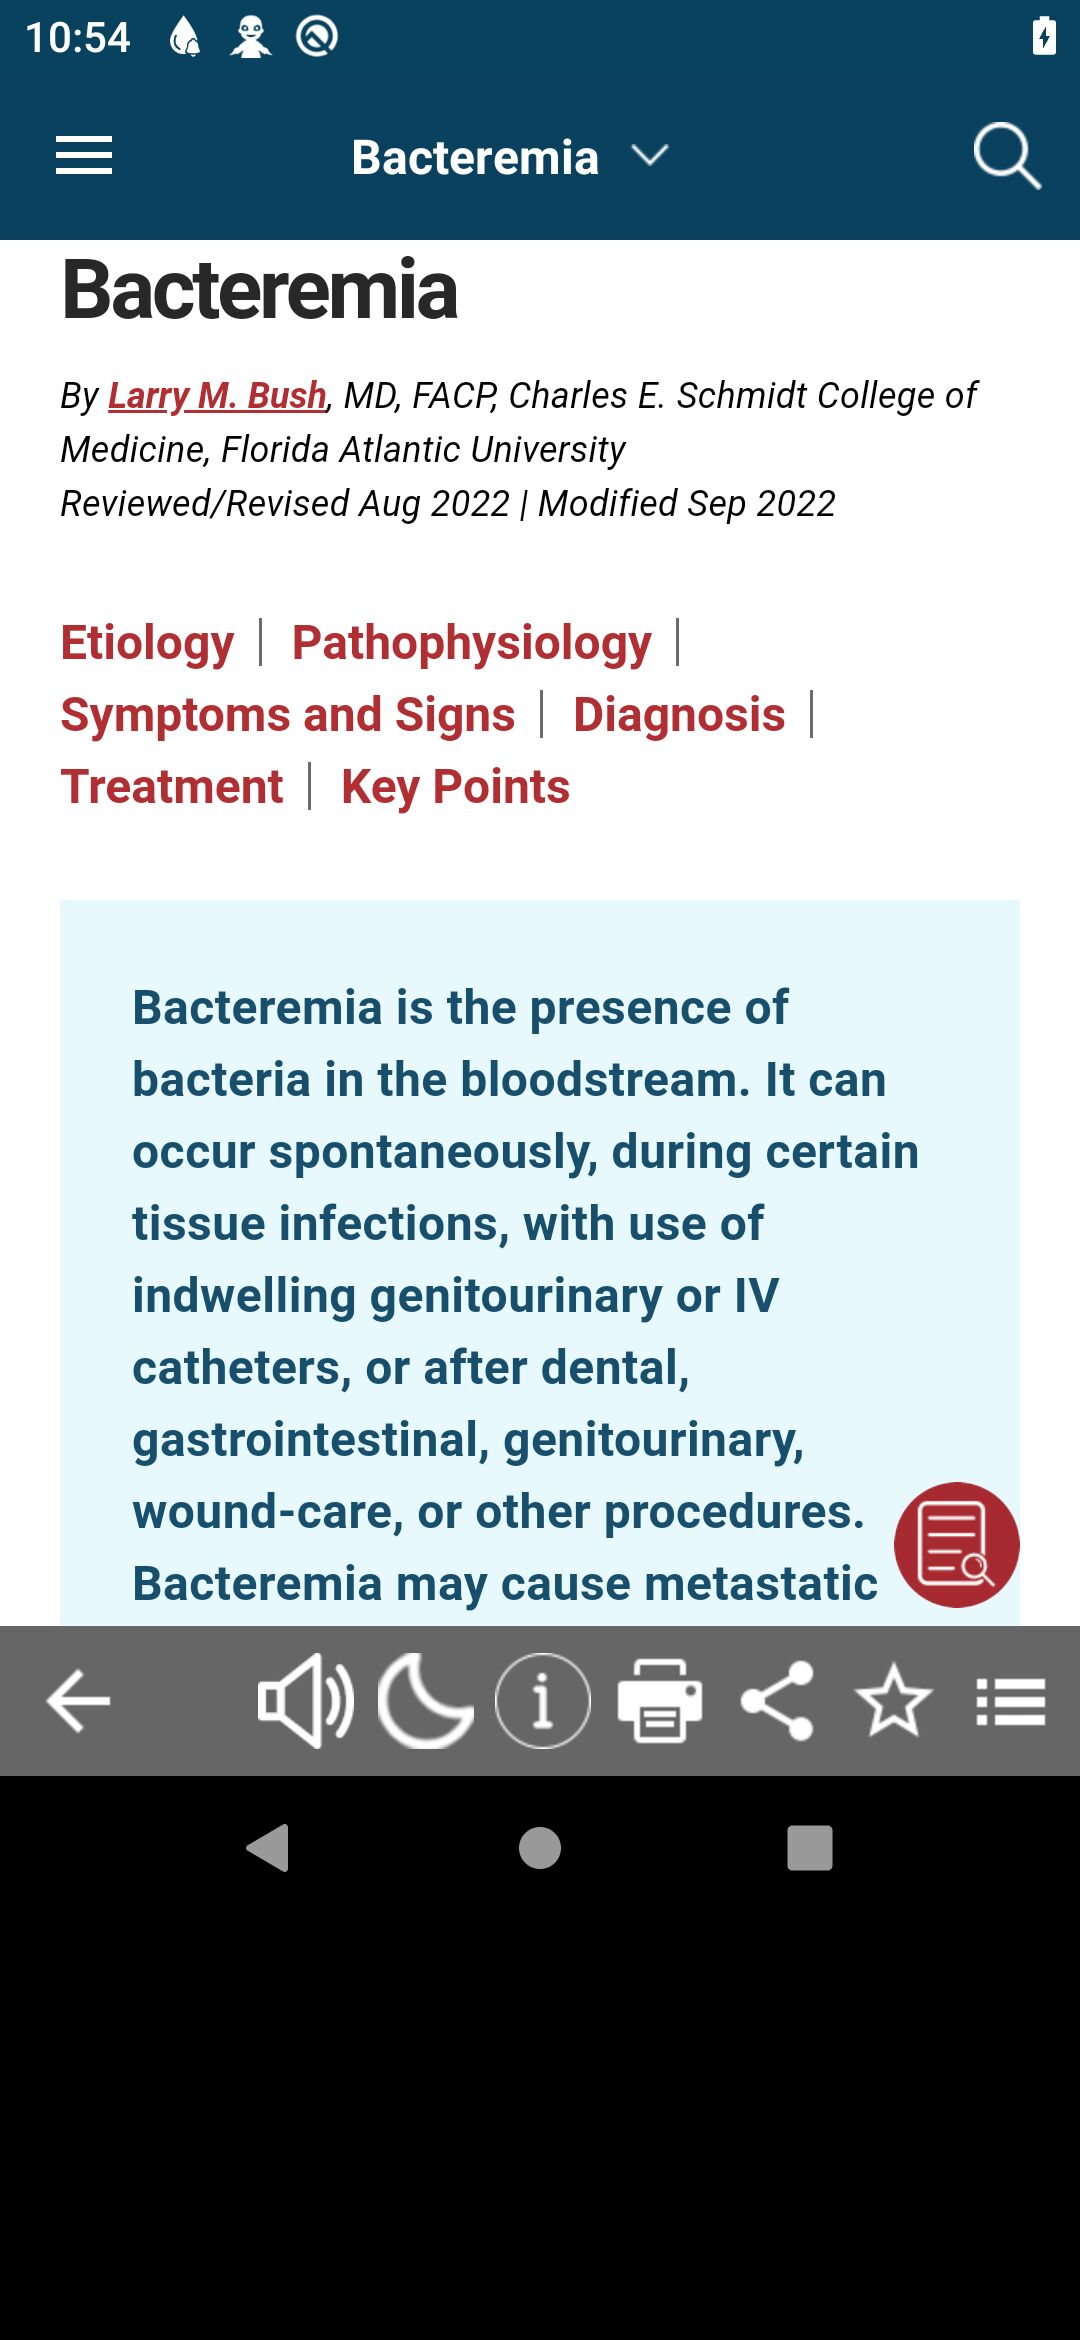 10:54
Bacteremia
Bacteremia
By Larry M. Bush, MD, FACP, Charles E. Schmidt College of
Medicine, Florida Atlantic University
Reviewed/Revised Aug 2022 | Modified Sep 2022
Etiology | Pathophysiology |
Symptoms and Signs | Diagnosis |
Treatment | Key Points
Bacteremia is the presence of
bacteria in the bloodstream. It can
occur spontaneously, during certain
tissue infections, with use of
indwelling genitourinary or IV
catheters, or after dental,
gastrointestinal, genitourinary,
wound-care, or other procedures.
Bacteremia may cause metastatic